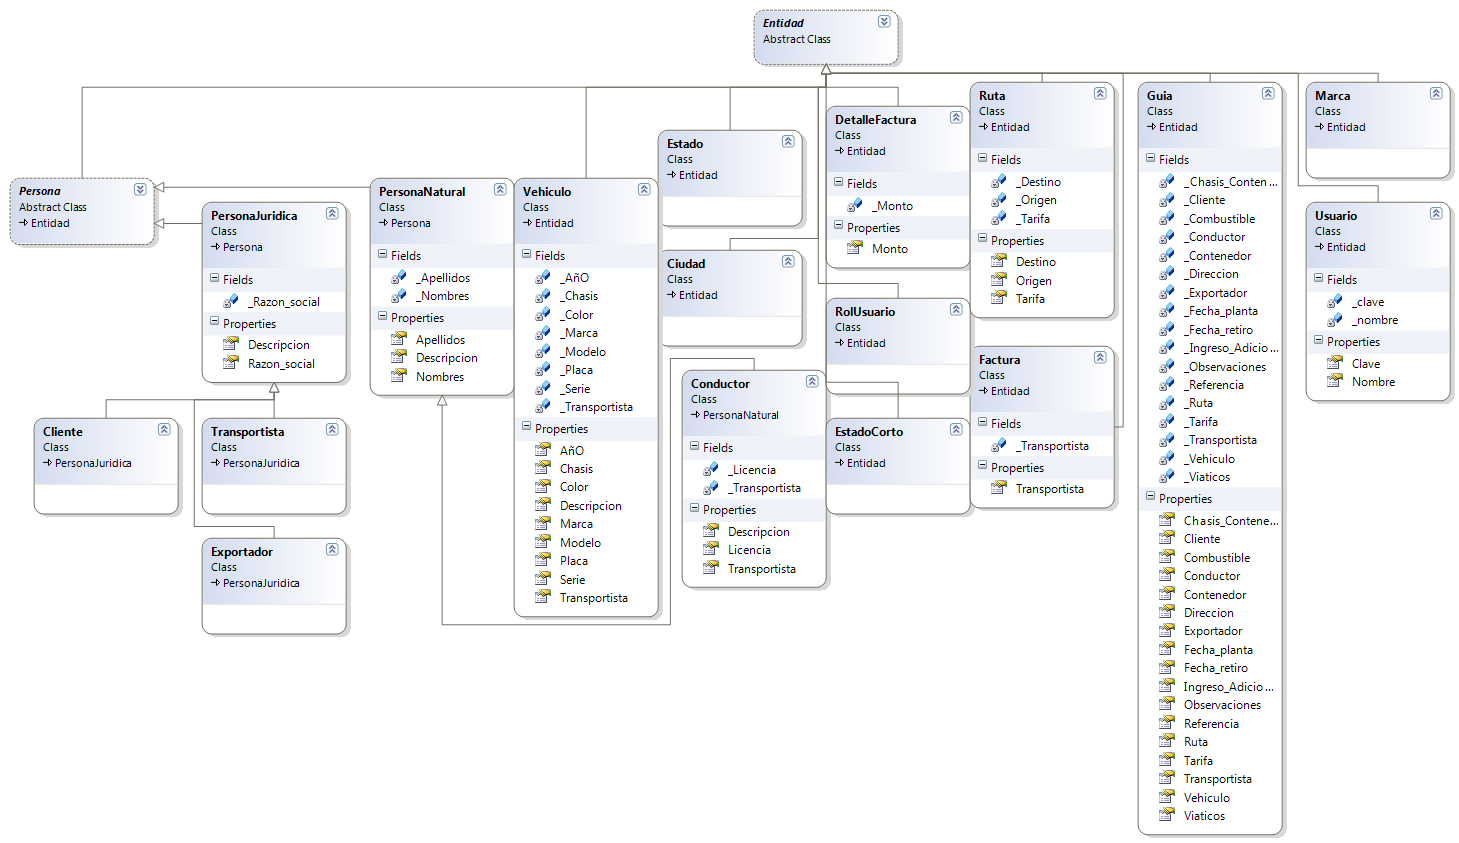 Entidad
Abstract Class
Persona
Abstract Class
Entidad
PersonaJuridica
Class
Persona
Fields
_Razon_social
Properties
Descripcion
Razon_social
Cliente
Class
PersonaJuridica
Transportista
Class
PersonaJuridica
Exportador
Class
PersonaJuridica
PersonaNatural
Class
Persona
Fields
_Apellidos
_Nombres
Properties
Apellidos
Descripcion
Nombres
Vehiculo
Class
Entidad
Fields
_AñO
_Chasis
_Color
_Marca
_Modelo
_Placa
_Serie
_Transportista
Properties
AñO
Chasis
Color
Descripcion
Marca
Modelo
Placa
Serie
Transportista
Estado
Class
Entidad
Ciudad
Class
Entidad
Conductor
Class
PersonaNatural
Fields
_Licencia
_Transportista
Properties
Descripcion
Licencia
Transportista
DetalleFactura
Class
Entidad
Fields
_Monto
Properties
Monto
RolUsuario
Class
Entidad
EstadoCorto
Class
Entidad
Ruta
Class
Entidad
Fields
_Destino
_Origen
_Tarifa
Properties
Destino
Origen
Tarifa
Factura
Class
Entidad
Fields
_Transportista
Properties
Transportista
Guia
Class
Entidad
Fields
_Chasis_Conten...
_Cliente
_Combustible
_Conductor
_Contenedor
_Direccion
_Exportador
_Fecha_planta
_Fecha_retiro
_Ingreso_Adicio...
_Observaciones
_Referencia
_Ruta
_Tarifa
_Transportista
_Vehiculo
_Viaticos
Properties
Chasis_Contene...
Cliente
Combustible
Conductor
Contenedor
Direccion
Exportador
Fecha_planta
Fecha_retiro
Ingreso_Adicio...
Observaciones
Referencia
Ruta
Tarifa
Transportista
Vehiculo
Viaticos
Marca
Class
Entidad
Usuario
Class
Entidad
Fields
_clave
_nombre
Properties
Clave
Nombre